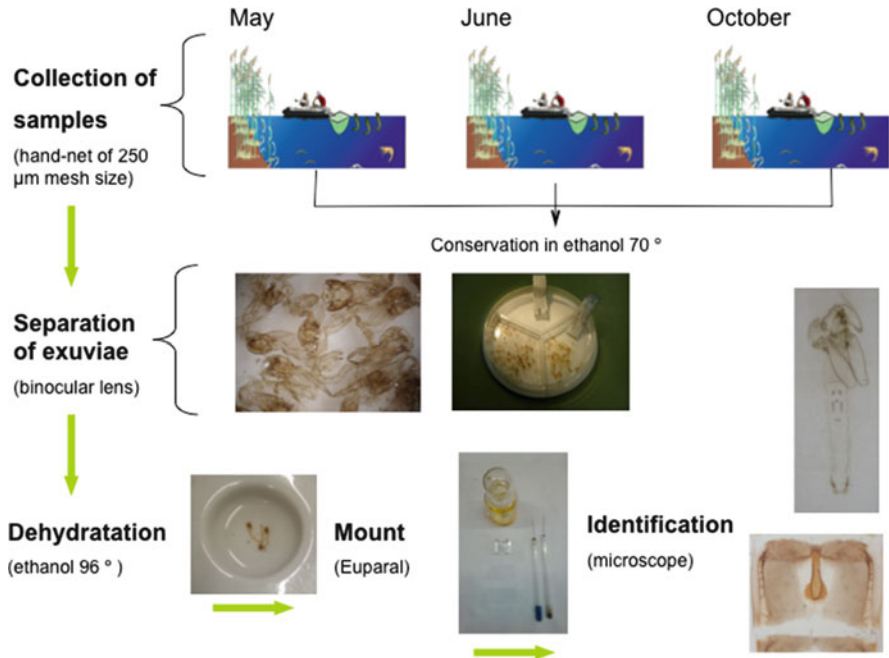 May
June
October
Collection of
samples
(hand-net of 250
µm mesh size)
Conservation in ethanol 70 º
Separation
of exuviae
(binocular lens)
Dehydratation
(ethanol 96 º )
Mount
(Euparal)
Identification
(microscope)